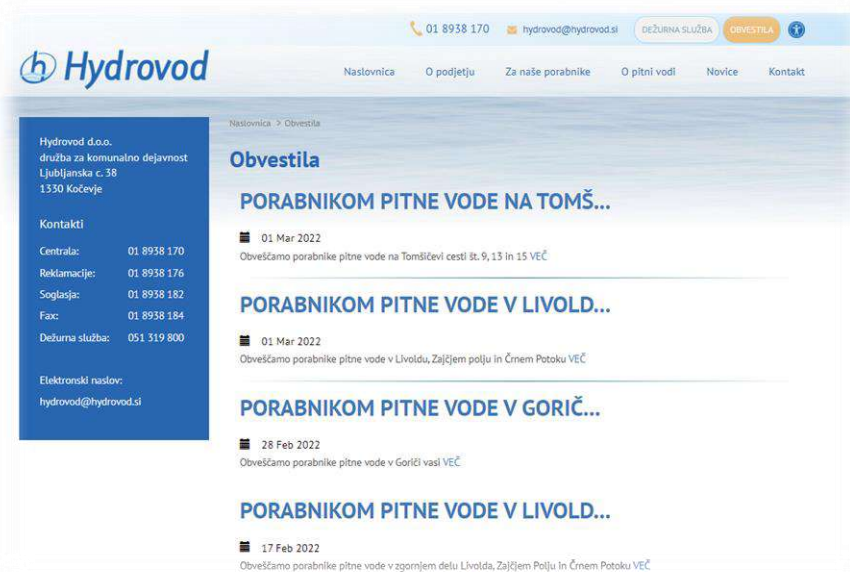 01 8938 170
hydrovod@hydrovod.si
DEŽURNA SLUŽBA
OBVESTILA
Hydrovod
Naslovnica
O podjetju
Za naše porabnike
O pitni vodi
Novice
Kontakt
Hydrovod d.o.o.
družba za komunalno dejavnost
Ljubljanska c. 38
1330 Kočevje
Kontakti
Centrala: 01 8938 170
Reklamacije: 01 8938 176
Soglasja: 01 8938 182
Fax: 01 8938 184
Dežurna služba: 051 319 800
Elektronski naslov:
hydrovod@hydrovod.si
Naslovnica > Obvestila
Obvestila
PORABNIKOM PITNE VODE NA TOMŠ...
01 Mar 2022
Obveščamo porabnike pitne vode na Tomšičevi cesti št. 9, 13 in 15 VEČ
PORABNIKOM PITNE VODE V LIVOLD...
01 Mar 2022
Obveščamo porabnike pitne vode v Livoldu, Zajčjem polju in Črnem Potoku VEČ
PORABNIKOM PITNE VODE V GORIČ...
28 Feb 2022
Obveščamo porabnike pitne vode v Goriči vasi VEČ
PORABNIKOM PITNE VODE V LIVOLD...
17 Feb 2022
Obveščamo porabnike pitne vode v zgornjem delu Livolda, Zajčjem Polju in Črnem Potoku VEČ